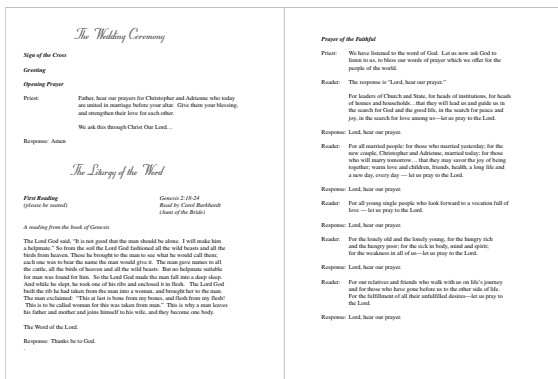 The Wedding Ceremony
Sign of the Cross
Greeting
Opening Prayer
Priest: Father, hear our prayers for Christopher and Adrienne who today
are united in marriage before your altar. Give them your blessing,
and strengthen their love for each other.
We ask this through Christ Our Lord…
Response: Amen
The Liturgy of the Word
First Reading Genesis 2:18-24
(please be seated) Read by Carol Burkhardt
(Aunt of the Bride)
A reading from the book of Genesis
The Lord God said, "It is not good that the man should be alone. I will make him
a helpmate." So from the soil the Lord God fashioned all the wild beasts and all the
birds from heaven. These he brought to the man to see what he would call them;
each one was to bear the name the man would give it. The man gave names to all
the cattle, all the birds of heaven and all the wild beasts. But no helpmate suitable
for man was found for him. So the Lord God made the man fall into a deep sleep.
And while he slept, he took one of his ribs and enclosed it in flesh. The Lord God
built the rib he had taken from the man into a woman, and brought her to the man.
The man exclaimed: "This at last is bone from my bones, and flesh from my flesh!
This is to be called woman for this was taken from man." This is why a man leaves
his father and mother and joins himself to his wife, and they become one body.
The Word of the Lord.
Response: Thanks be to God.
Prayer of the Faithful
Priest: We have listened to the word of God. Let us now ask God to
listen to us, to bless our words of prayer which we offer for the
people of the world.
Reader: The response is "Lord, hear our prayer."
For leaders of Church and State, for heads of institutions, for heads
of homes and households…that they will lead us and guide us in
the search for God and the good life, in the search for peace and
joy, in the search for love among us—let us pray to the Lord.
Response: Lord, hear our prayer.
Reader: For all married people: for those who married yesterday; for the
new couple, Christopher and Adrienne, married today; for those
who will marry tomorrow… that they may savor the joy of being
together; warm love and children, friends, health, a long life and
a new day, every day — let us pray to the Lord.
Response: Lord, hear our prayer.
Reader: For all young single people who look forward to a vocation full of
love — let us pray to the Lord.
Response: Lord, hear our prayer.
Reader: For the lonely old and the lonely young, for the hungry rich
and the hungry poor; for the sick in body, mind and spirit;
for the weakness in all of us—let us pray to the Lord.
Response: Lord, hear our prayer.
Reader: For our relatives and friends who walk with us on life's journey
and for those who have gone before us to the other side of life.
For the fulfillment of all their unfulfilled desires—let us pray to
the Lord.
Response: Lord, hear our prayer.